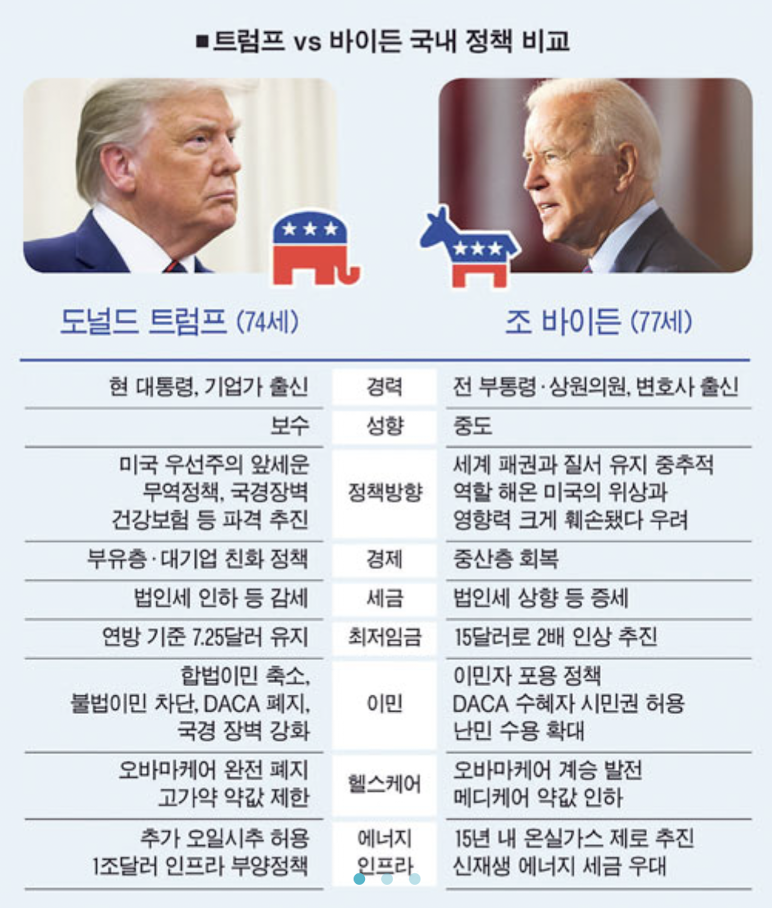 ■트럼프 vs 바이든 국내 정책 비교
도널드 트럼프 (74세)
조 바이든 (77세)
현 대통령, 기업가 출신
경력
전 부통령·상원의원, 변호사 출신
보수
성향
중도
미국 우선주의 앞세운
무역정책, 국경장벽
건강보험 등 파격 추진
정책방향
세계 패권과 질서 유지 중추적
역할 해온 미국의 위상과
영향력 크게 훼손됐다 우려
부유층·대기업 친화 정책
경제
중산층 회복
법인세 인하 등 감세
세금
법인세 상향 등 증세
연방 기준 7.25달러 유지
최저임금
15달러로 2배 인상 추진
합법이민 축소,
불법이민 차단, DACA 폐지,
국경 장벽 강화
이민
이민자 포용 정책
DACA 수혜자 시민권 허용
난민 수용 확대
오바마케어 완전 폐지
고가약 약값 제한
헬스케어
오바마케어 계승 발전
메디케어 약값 인하
추가 오일시추 허용
1조달러 인프라 부양정책
에너지
인프라
15년 내 온실가스 제로 추진
신재생 에너지 세금 우대